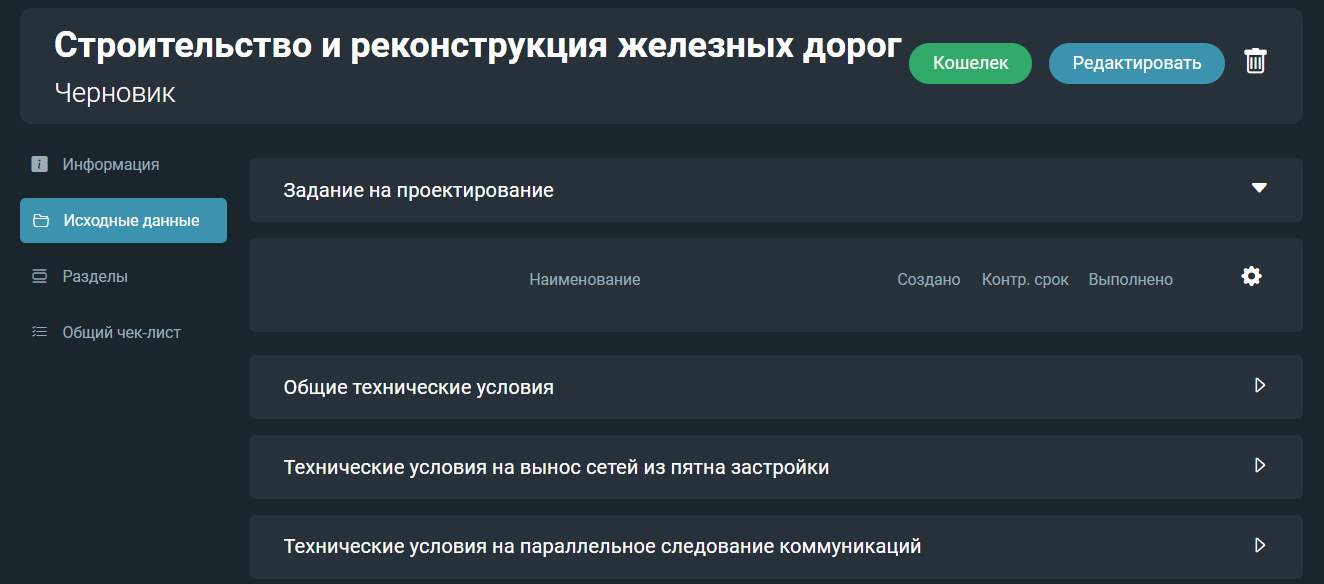 Строительство и реконструкция железных дорог
Черновик
Кошелек
Редактировать
Информация
Исходные данные
Разделы
Общий чек-лист
Задание на проектирование
Наименование Создано Контр. срок Выполнено
Общие технические условия
Технические условия на вынос сетей из пятна застройки
Технические условия на параллельное следование коммуникаций